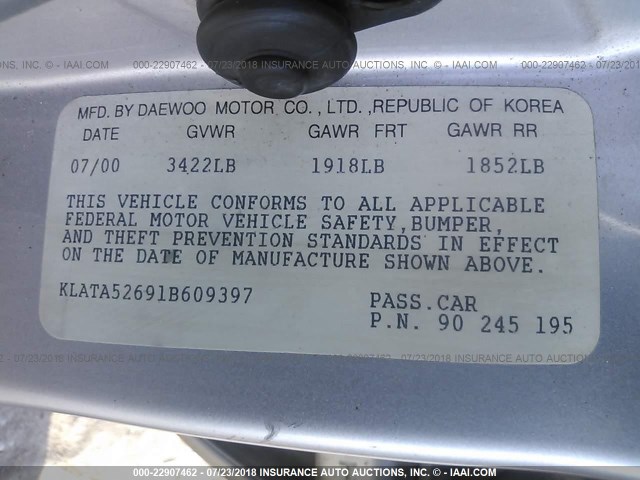 000-22907462 - 07/23/2018 INSURANCE AUTO AUCTIONS, INC. - © IAAI.COM
MFD. BY DAEWOO MOTOR CO., LTD., REPUBLIC OF KOREA
DATE GVWR GAWR FRT GAWR RR
07/00 3422LB 1918LB 1852LB
THIS VEHICLE CONFORMS TO ALL APPLICABLE
FEDERAL MOTOR VEHICLE SAFETY, BUMPER,
AND THEFT PREVENTION STANDARDS IN EFFECT
ON THE DATE OF MANUFACTURE SHOWN ABOVE.
KLATA52691B609397 PASS.CAR
P.N. 90 245 195
000-22907462 - 07/23/2018 INSURANCE AUTO AUCTIONS, INC. - © IAAI.COM
000-22907462 - 07/23/2018 INSURANCE AUTO AUCTIONS, INC. - © IAAI.COM